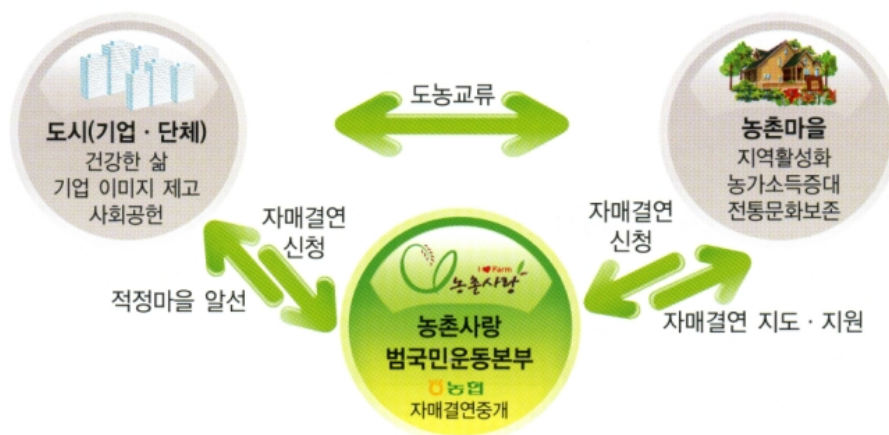 도시(기업 · 단체)
건강한 삶
기업 이미지 제고
사회공헌
도농교류
농촌마을
지역활성화
농가소득증대
전통문화보존
자매결연
신청
적정마을 알선
자매결연
신청
자매결연 지도 · 지원
I ♥ Farm
농촌사랑
농촌사랑
범국민운동본부
농협
자매결연중개